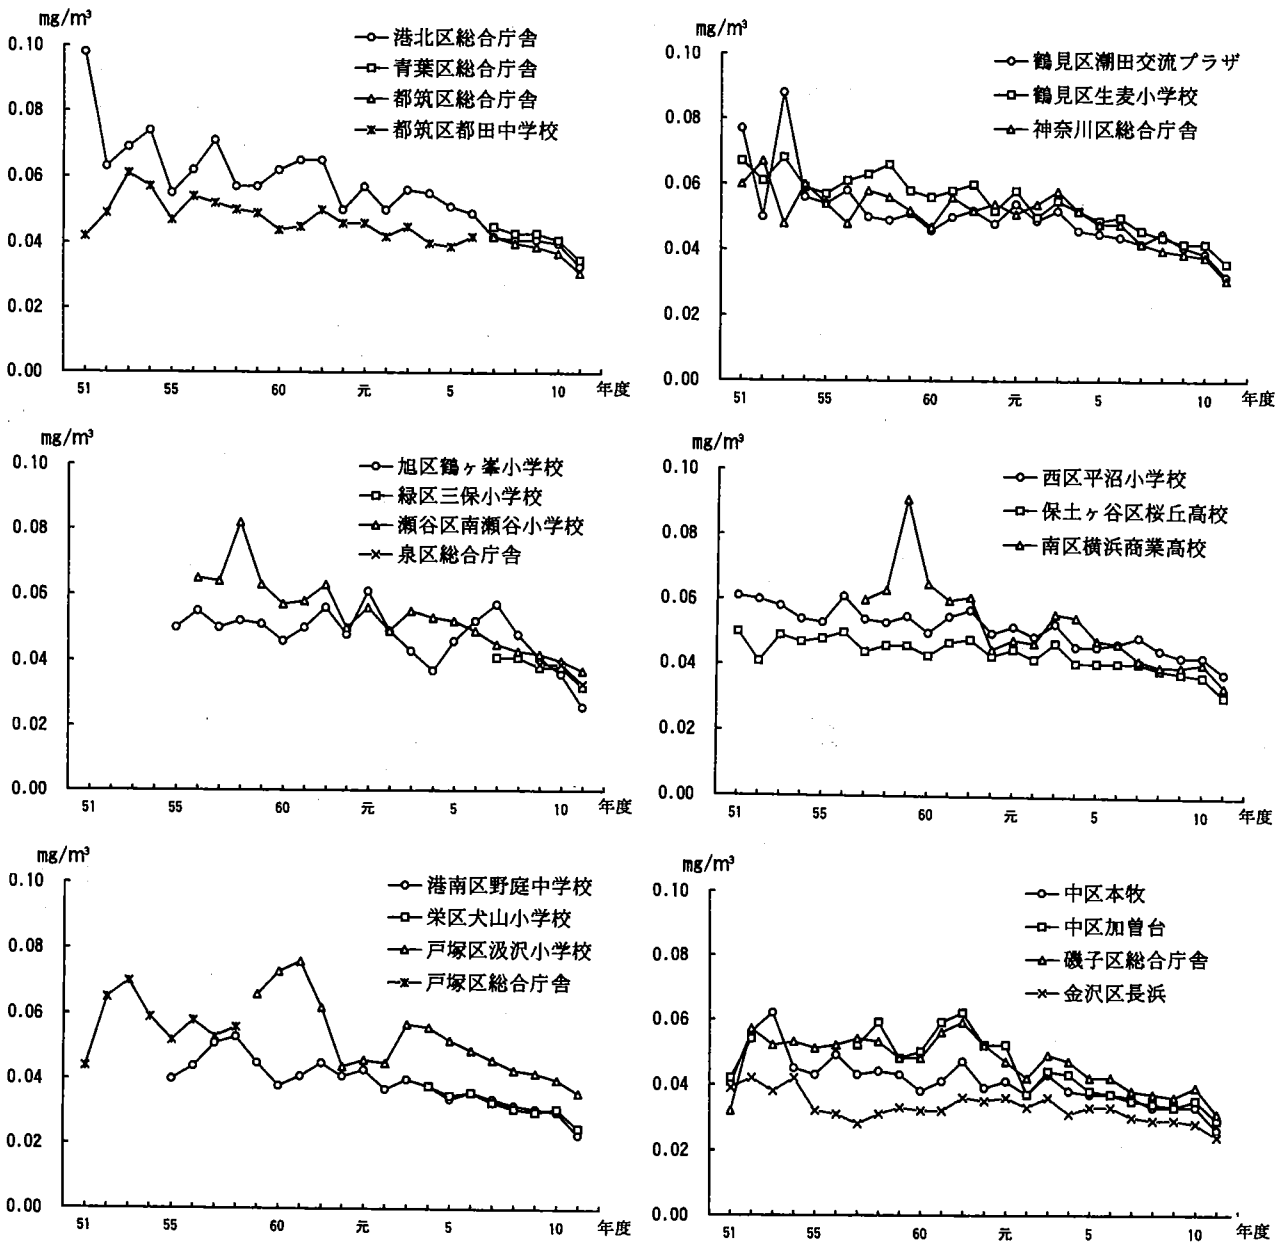 mg/m³
0.10
0.08
0.06
0.04
0.02
0.00
港北区総合庁舎
青葉区総合庁舎
都筑区総合庁舎
都筑区都田中学校
51 55 60 元 5 10 年度
mg/m³
0.10
0.08
0.06
0.04
0.02
0.00
鶴見区潮田交流プラザ
鶴見区生麦小学校
神奈川区総合庁舎
51 55 60 元 5 10 年度
mg/m³
0.10
0.08
0.06
0.04
0.02
0.00
旭区鶴ヶ峯小学校
緑区三保小学校
瀬谷区南瀬谷小学校
泉区総合庁舎
51 55 60 元 5 10 年度
mg/m³
0.10
0.08
0.06
0.04
0.02
0.00
西区平沼小学校
保土ヶ谷区桜丘高校
南区横浜商業高校
51 55 60 元 5 10 年度
mg/m³
0.10
0.08
0.06
0.04
0.02
0.00
港南区野庭中学校
栄区犬山小学校
戸塚区汲沢小学校
戸塚区総合庁舎
51 55 60 元 5 10 年度
mg/m³
0.10
0.08
0.06
0.04
0.02
0.00
中区本牧
中区加曽台
磯子区総合庁舎
金沢区長浜
51 55 60 元 5 10 年度